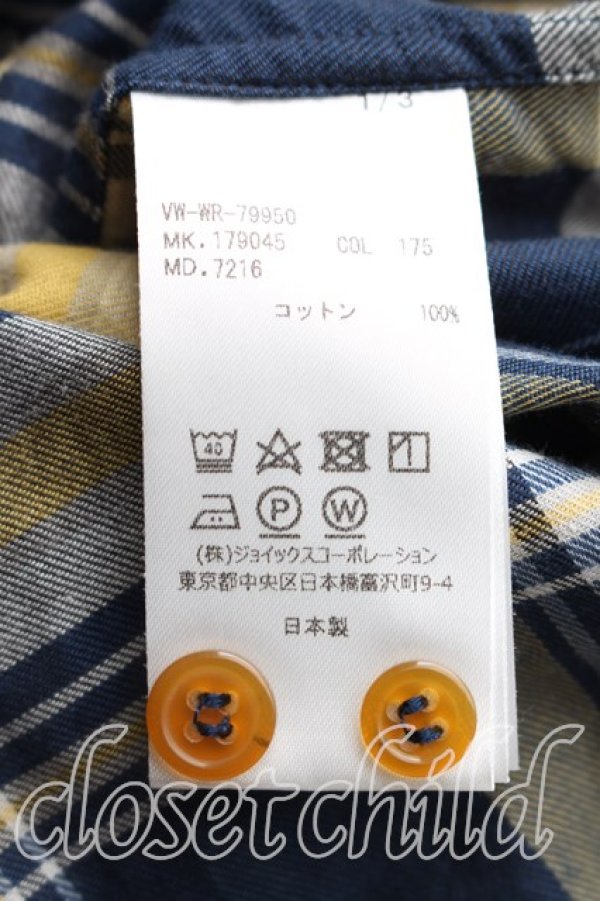 1/3
VW-WR-79950
MK.179045 COL 175
MD.7216
コットン 100%
40
P W
(株)ジョイックスコーポレーション
東京都中央区日本橋富沢町9-4
日本製
closet child